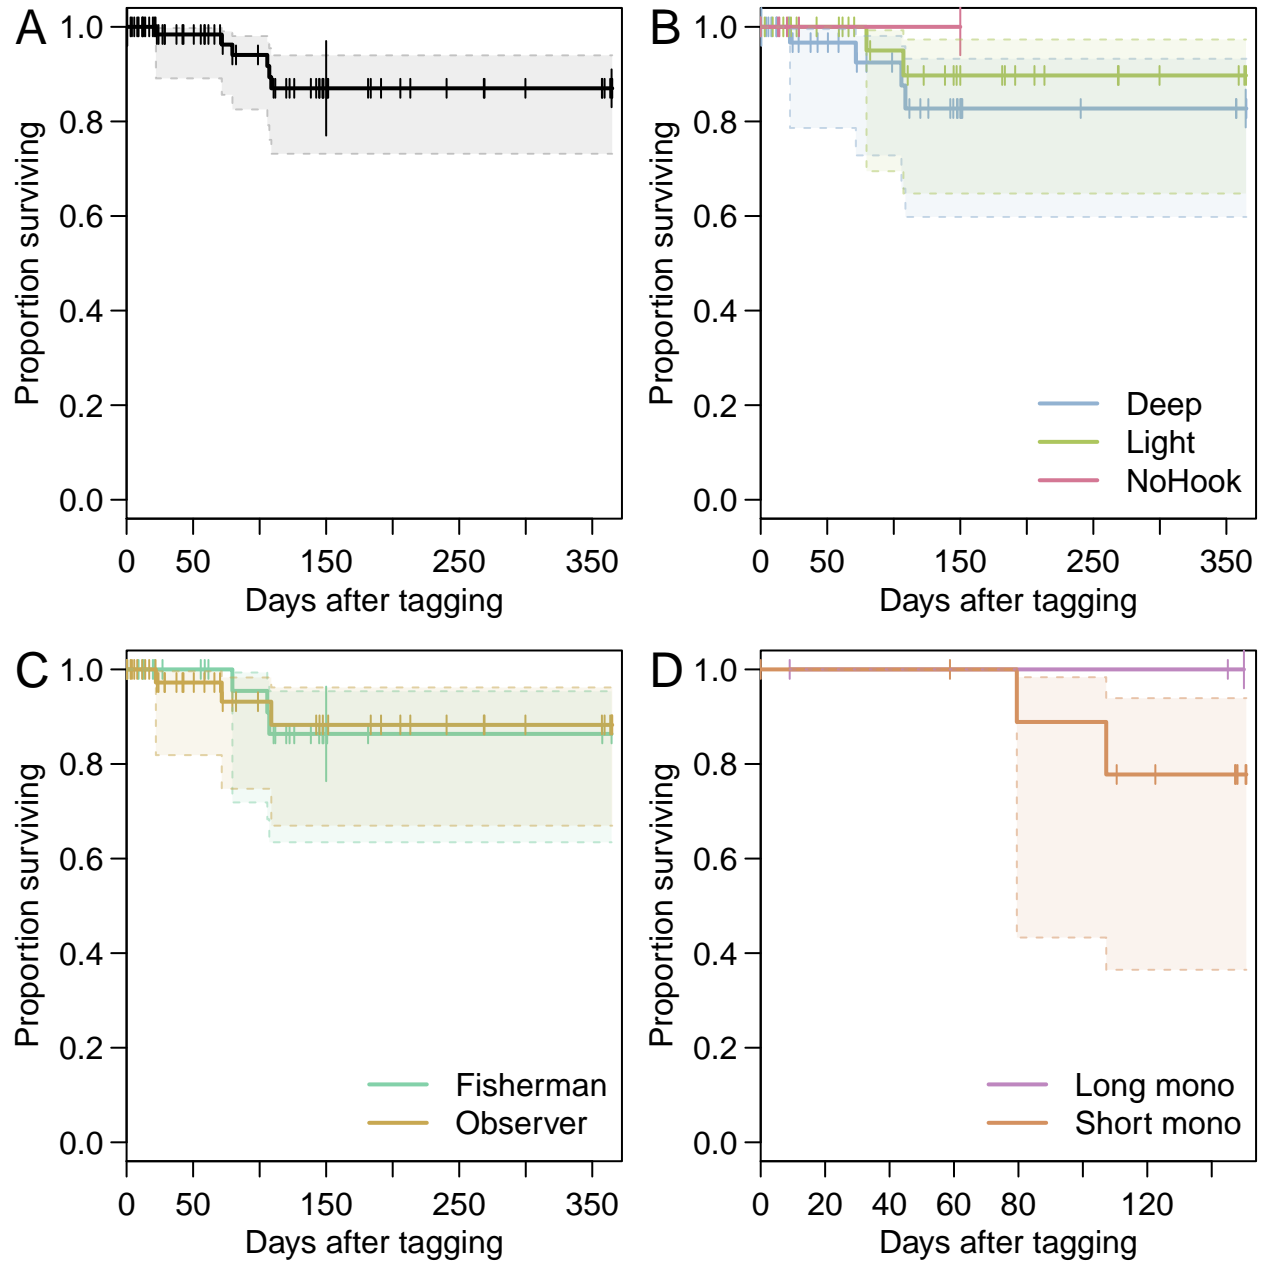 A
Proportion surviving
1.0
0.8
0.6
0.4
0.2
0.0
0 50 150 250 350
Days after tagging
B
Proportion surviving
1.0
0.8
0.6
0.4
0.2
0.0
Deep
Light
NoHook
0 50 150 250 350
Days after tagging
C
Proportion surviving
1.0
0.8
0.6
0.4
0.2
0.0
Fisherman
Observer
0 50 150 250 350
Days after tagging
D
Proportion surviving
1.0
0.8
0.6
0.4
0.2
0.0
Long mono
Short mono
0 20 40 60 80 120
Days after tagging